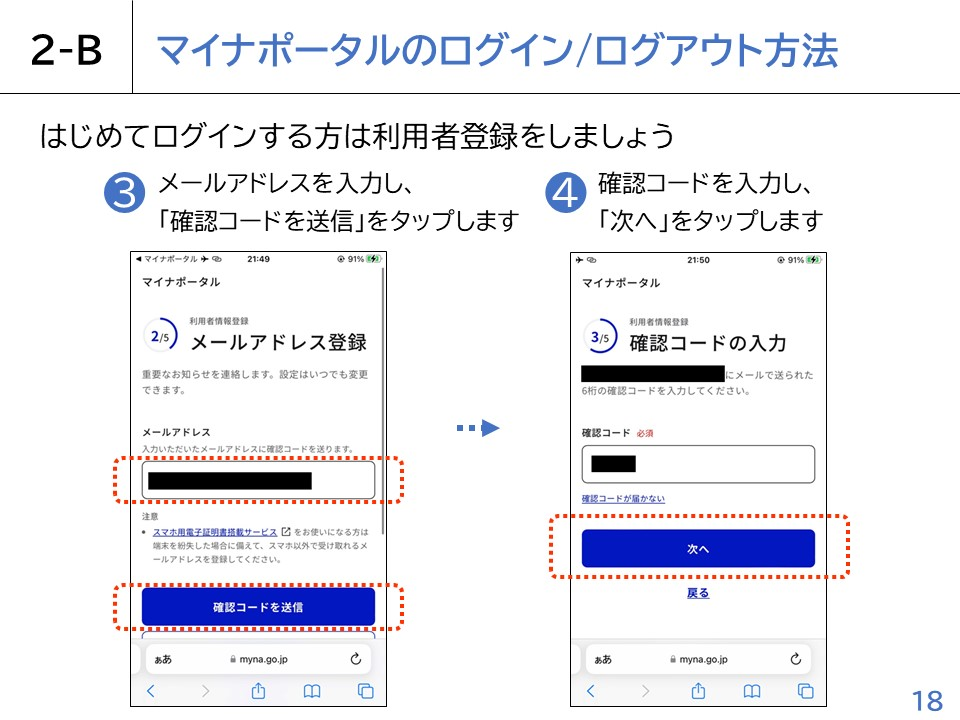 2-B
マイナポータルのログイン/ログアウト方法
はじめてログインする方は利用者登録をしましょう
3
メールアドレスを入力し、
「確認コードを送信」をタップします
マイナポータル
21:49
91%
マイナポータル
2/5
利用者情報登録
メールアドレス登録
重要なお知らせを連絡します。設定はいつでも変更
できます。
メールアドレス
入力いただいたメールアドレスに確認コードを送ります。
注意
スマホ用電子証明書搭載サービス をお使いになる方は
端末を紛失した場合に備えて、スマホ以外で受け取れるメ
ールアドレスを登録してください。
確認コードを送信
ぁあ
myna.go.jp
4
確認コードを入力し、
「次へ」をタップします
21:50
91%
マイナポータル
3/5
利用者情報登録
確認コードの入力
にメールで送られた
6桁の確認コードを入力してください。
確認コード 必須
確認コードが届かない
次へ
戻る
ぁあ
myna.go.jp
18